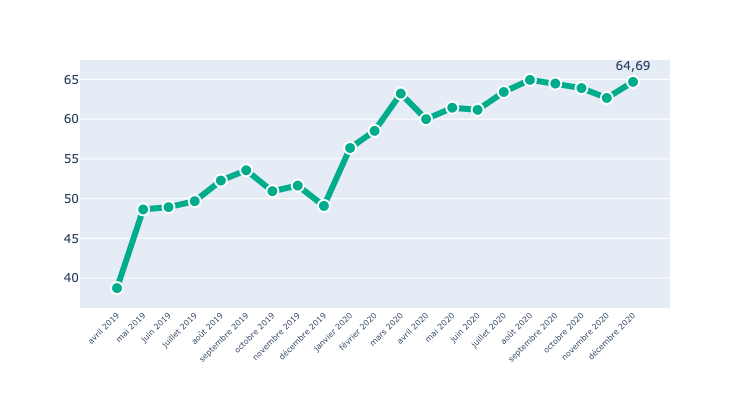 64,69
65
60
55
50
45
40
avril 2019
mai 2019
juin 2019
juillet 2019
août 2019
septembre 2019
octobre 2019
novembre 2019
décembre 2019
janvier 2020
février 2020
mars 2020
avril 2020
mai 2020
juin 2020
juillet 2020
août 2020
septembre 2020
octobre 2020
novembre 2020
décembre 2020